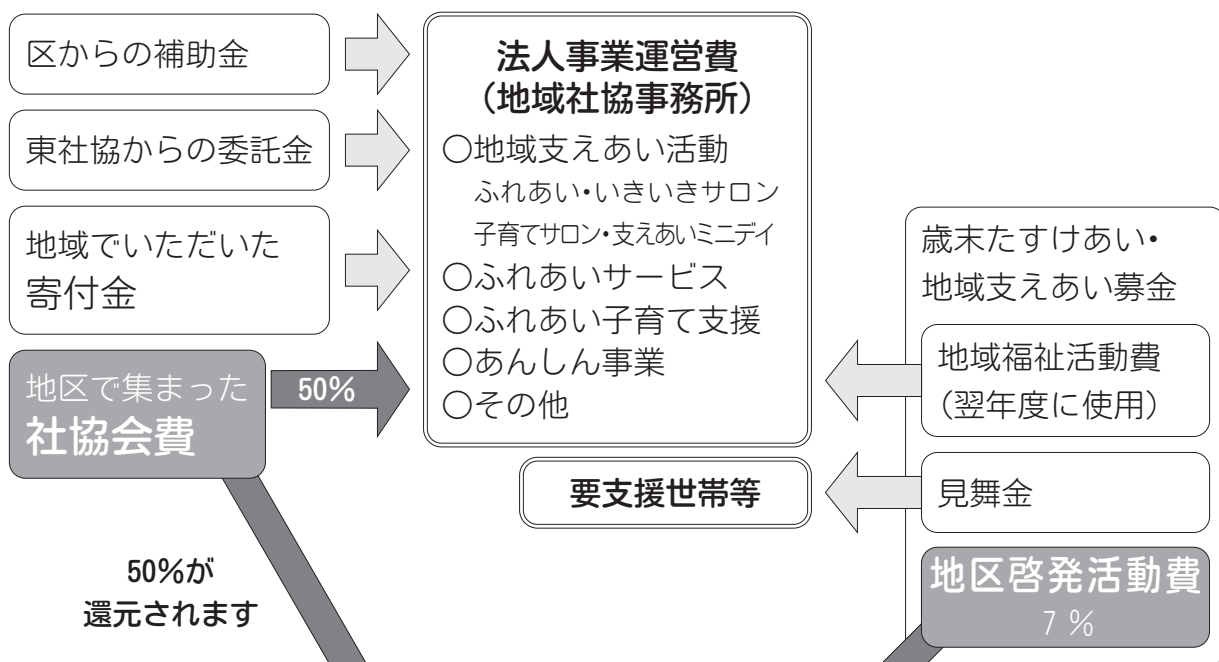 区からの補助金
東社協からの委託金
地域でいただいた
寄付金
地区で集まった
社協会費
50%
50%が
還元されます
法人事業運営費
（地域社協事務所）
○地域支えあい活動
ふれあい・いきいきサロン
子育てサロン・支えあいミニデイ
○ふれあいサービス
○ふれあい子育て支援
○あんしん事業
○その他
要支援世帯等
歳末たすけあい・
地域支えあい募金
地域福祉活動費
（翌年度に使用）
見舞金
地区啓発活動費
7％